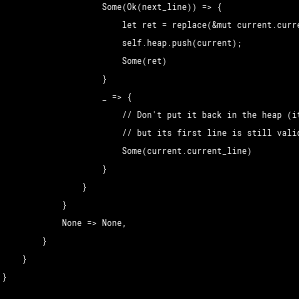 Some(Ok(next_line)) => {
let ret = replace(&mut current.curre
self.heap.push(current);
Some(ret)
}
_ => {
// Don't put it back in the heap (it
// but its first line is still valid
Some(current.current_line)
}
}
}
None => None,
}
}
}